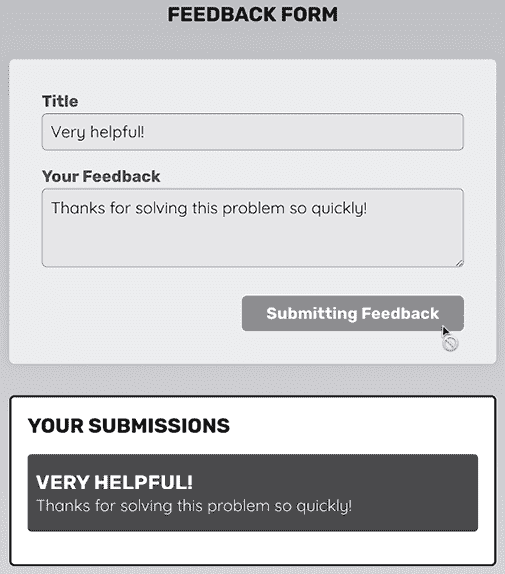 FEEDBACK FORM
Title
Very helpful!
Your Feedback
Thanks for solving this problem so quickly!
Submitting Feedback
YOUR SUBMISSIONS
VERY HELPFUL!
Thanks for solving this problem so quickly!